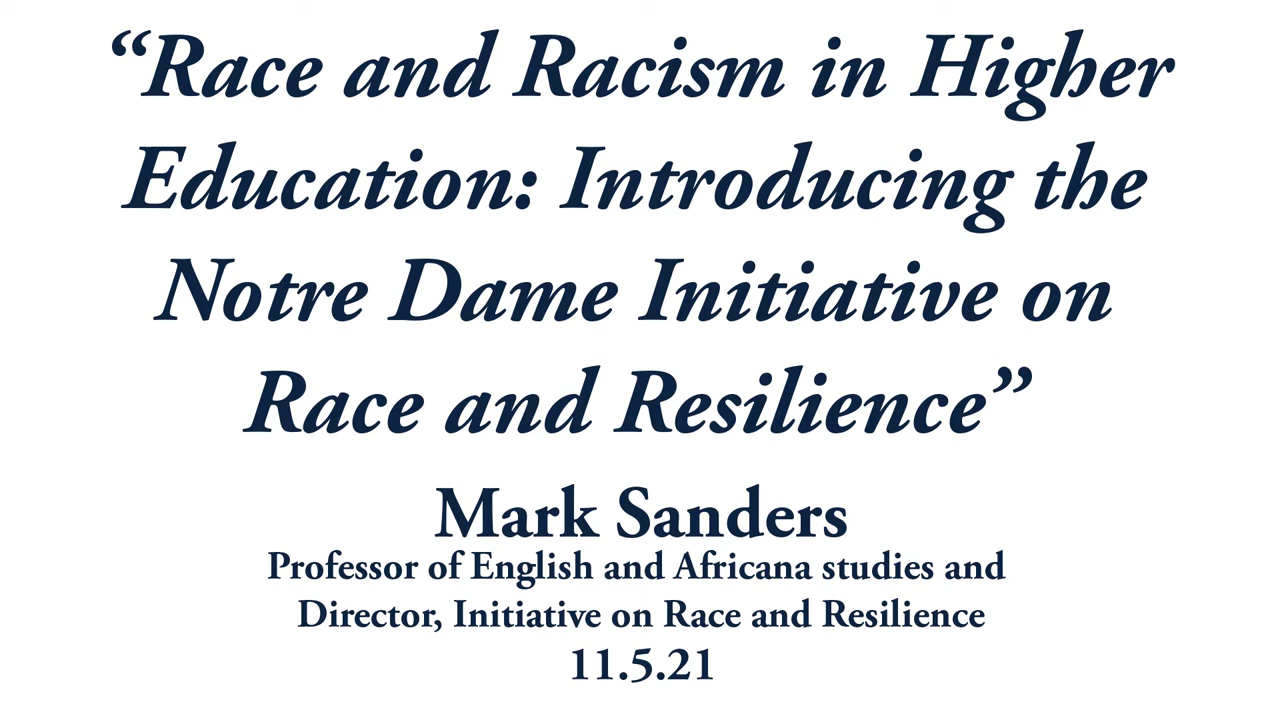 “Race and Racism in Higher
Education: Introducing the
Notre Dame Initiative on
Race and Resilience”
Mark Sanders
Professor of English and Africana studies and
Director, Initiative on Race and Resilience
11.5.21